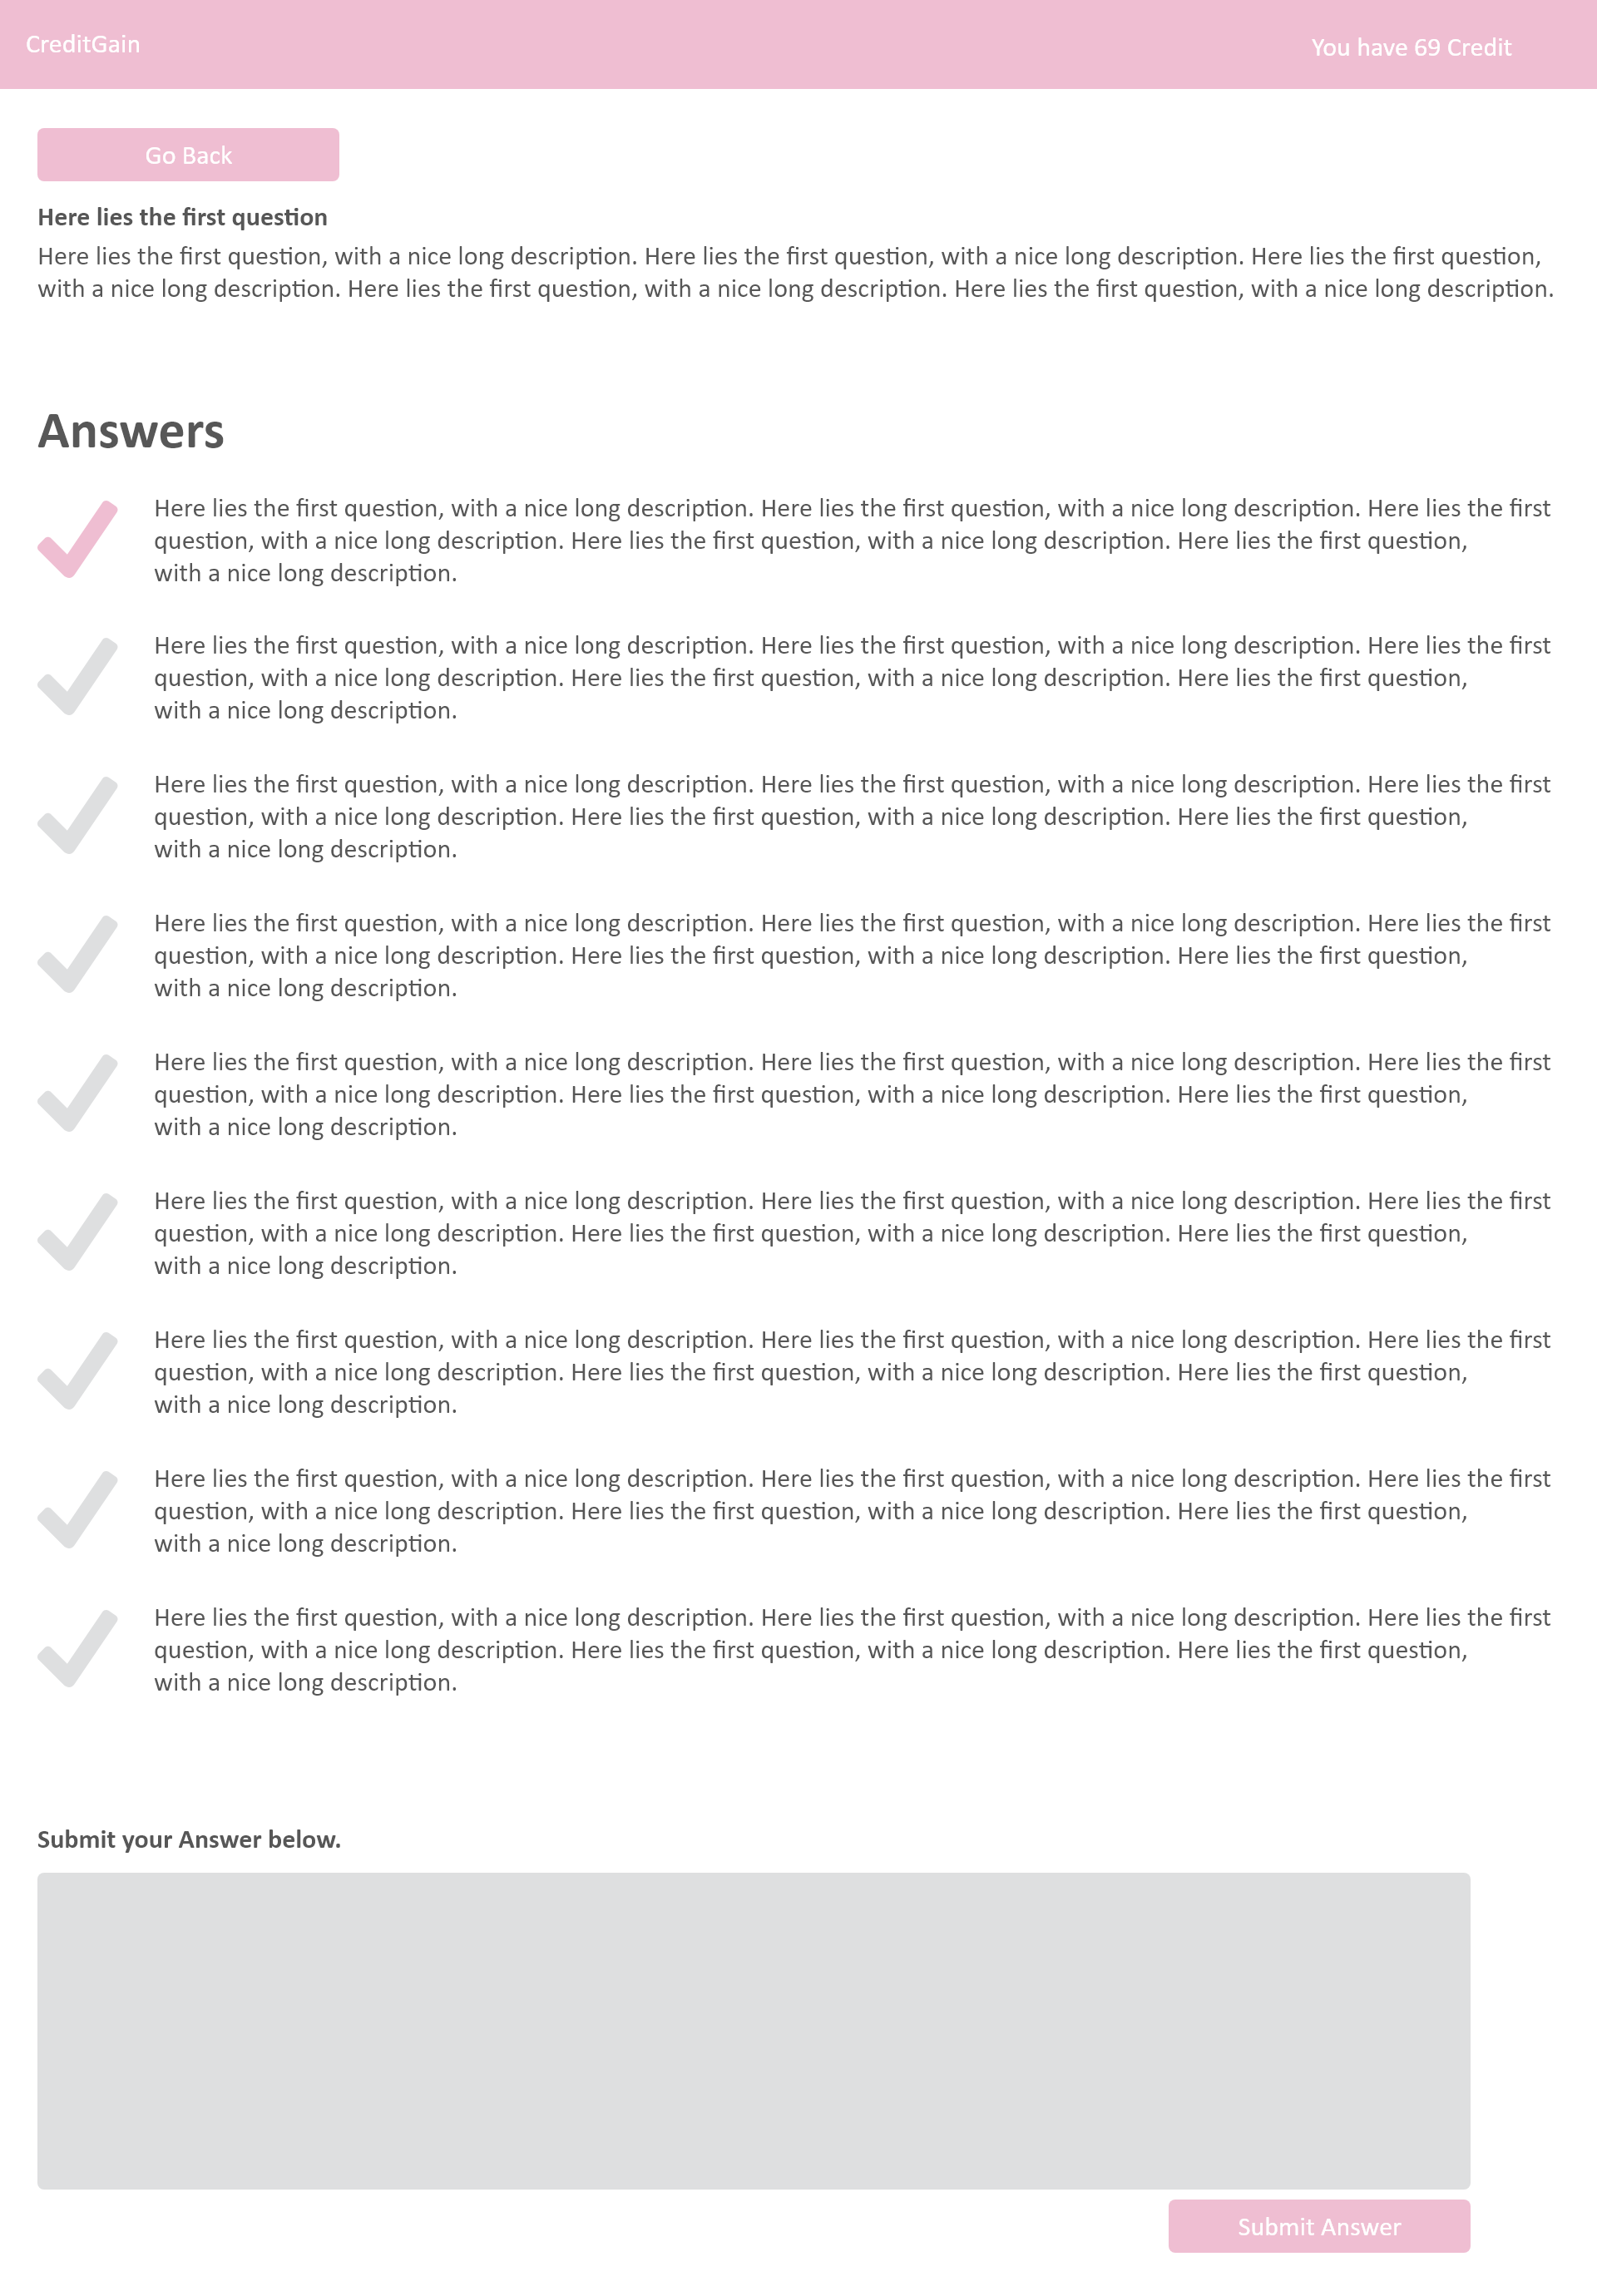 CreditGain
You have 69 Credit
Go Back
Here lies the first question
Here lies the first question, with a nice long description. Here lies the first question, with a nice long description. Here lies the first question,
with a nice long description. Here lies the first question, with a nice long description. Here lies the first question, with a nice long description.
Answers
Here lies the first question, with a nice long description. Here lies the first question, with a nice long description. Here lies the first
question, with a nice long description. Here lies the first question, with a nice long description. Here lies the first question,
with a nice long description.
Here lies the first question, with a nice long description. Here lies the first question, with a nice long description. Here lies the first
question, with a nice long description. Here lies the first question, with a nice long description. Here lies the first question,
with a nice long description.
Here lies the first question, with a nice long description. Here lies the first question, with a nice long description. Here lies the first
question, with a nice long description. Here lies the first question, with a nice long description. Here lies the first question,
with a nice long description.
Here lies the first question, with a nice long description. Here lies the first question, with a nice long description. Here lies the first
question, with a nice long description. Here lies the first question, with a nice long description. Here lies the first question,
with a nice long description.
Here lies the first question, with a nice long description. Here lies the first question, with a nice long description. Here lies the first
question, with a nice long description. Here lies the first question, with a nice long description. Here lies the first question,
with a nice long description.
Here lies the first question, with a nice long description. Here lies the first question, with a nice long description. Here lies the first
question, with a nice long description. Here lies the first question, with a nice long description. Here lies the first question,
with a nice long description.
Here lies the first question, with a nice long description. Here lies the first question, with a nice long description. Here lies the first
question, with a nice long description. Here lies the first question, with a nice long description. Here lies the first question,
with a nice long description.
Here lies the first question, with a nice long description. Here lies the first question, with a nice long description. Here lies the first
question, with a nice long description. Here lies the first question, with a nice long description. Here lies the first question,
with a nice long description.
Here lies the first question, with a nice long description. Here lies the first question, with a nice long description. Here lies the first
question, with a nice long description. Here lies the first question, with a nice long description. Here lies the first question,
with a nice long description.
Submit your Answer below.
Submit Answer